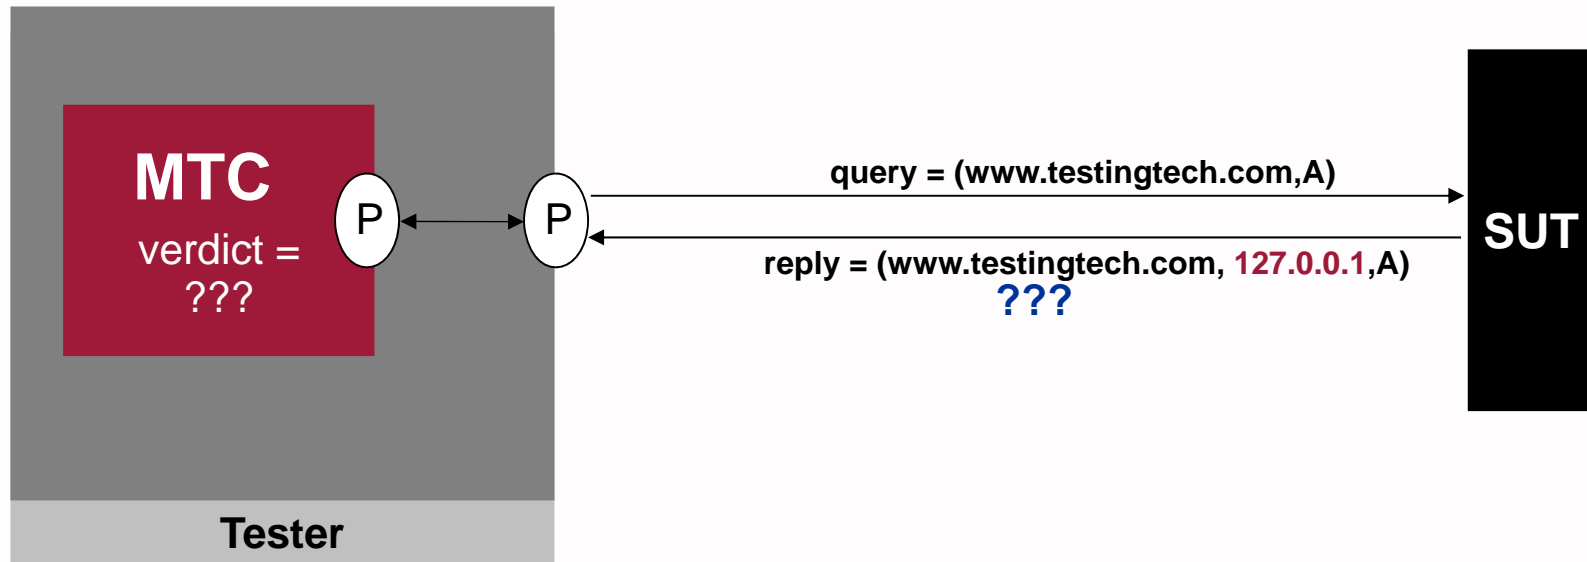 MTC
verdict =
???
P
P
query = (www.testingtech.com,A)
reply = (www.testingtech.com, 127.0.0.1,A)
???
SUT
Tester